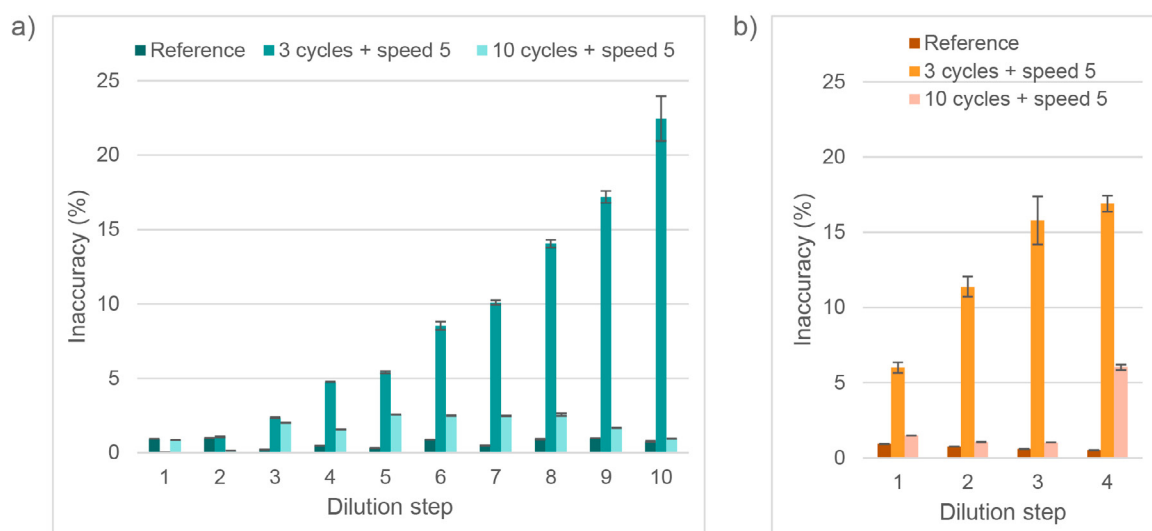 a)
Reference 3 cycles + speed 5 10 cycles + speed 5
25
20
15
10
5
0
Inaccuracy (%)
1 2 3 4 5 6 7 8 9 10
Dilution step
b)
Reference
3 cycles + speed 5
10 cycles + speed 5
25
20
15
10
5
0
Inaccuracy (%)
1 2 3 4
Dilution step